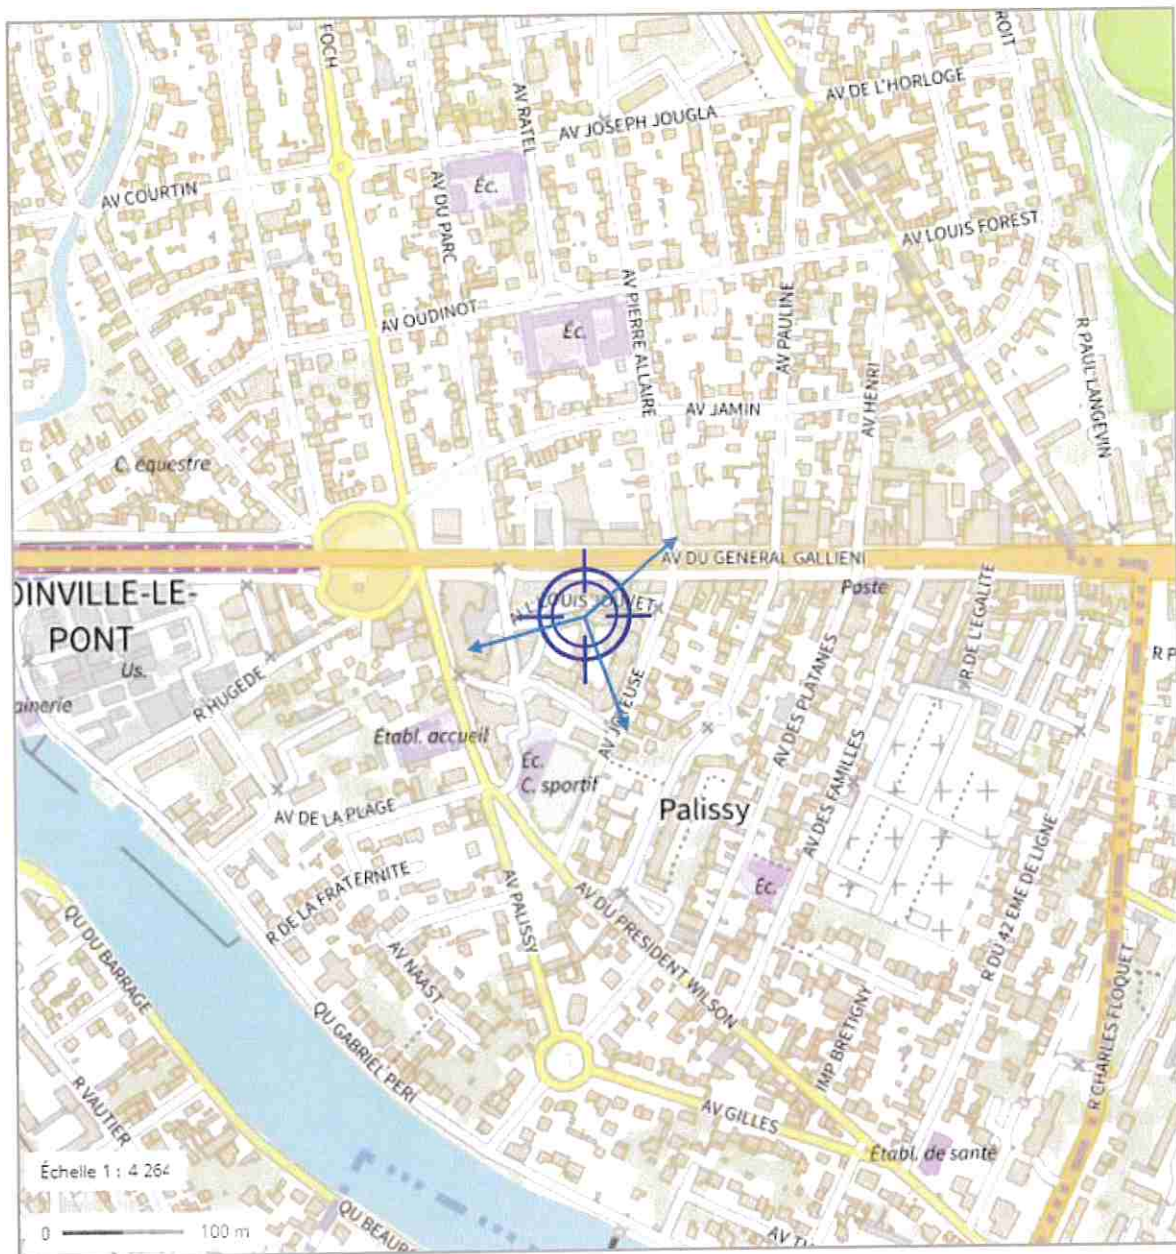 FOCH
ROIT
AV RATEL
AV DE L'HORLOGE
AV JOSEPH JOUGLA
AV COURTIN
AV DU PARC
Éc.
AV LOUIS FOREST
AV OUDINOT
Éc.
AV PIERRE ALLAIRE
AV PAULINE
R PAUL LANGEVIN
AV HENRI
AV JAMIN
C. équestre
AV DU GENERAL GALLIENI
OINVILLE-LE-
PONT
Us.
Poste
R DE L'EGALITE
R P
ainerie
R HUGEDE
AV DES PLATANES
Établ. accueil
Éc.
C. sportif
AV DES FAMILLES
Palissy
AV DE LA PLAGE
Éc.
R DE LA FRATERNITE
AV PALISSY
AV DU PRESIDENT WILSON
R DU 42 EME DE LIGNE
QU DU BARRAGE
AV NAAST
QU GABRIEL PERI
IMP BRETIGNY
R CHARLES FLOQUET
R VAUTIER
AV GILLES
Établ. de santé
Échelle 1 : 4 264
0 100 m